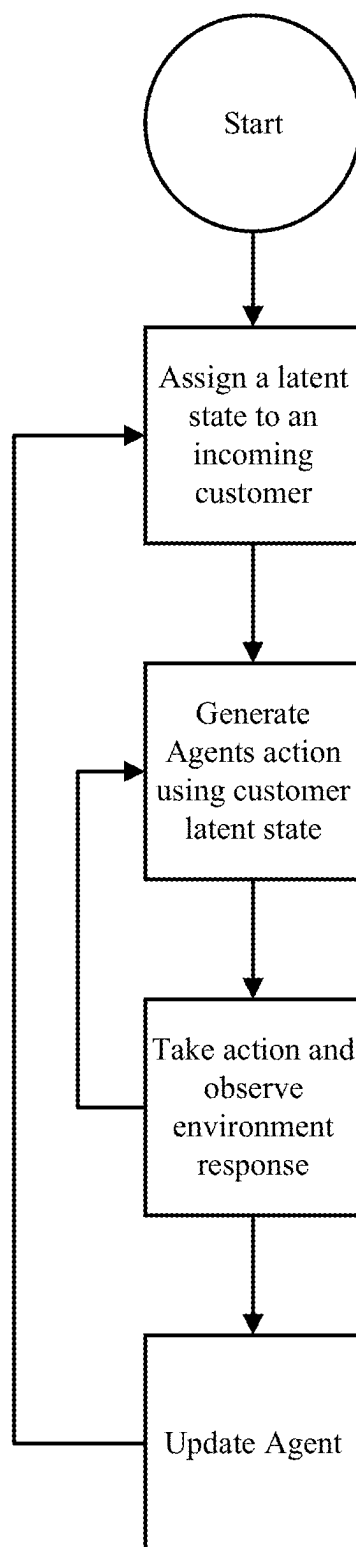 Start
Assign a latent
state to an
incoming
customer
Generate
Agents action
using customer
latent state
Take action and
observe
environment
response
Update Agent